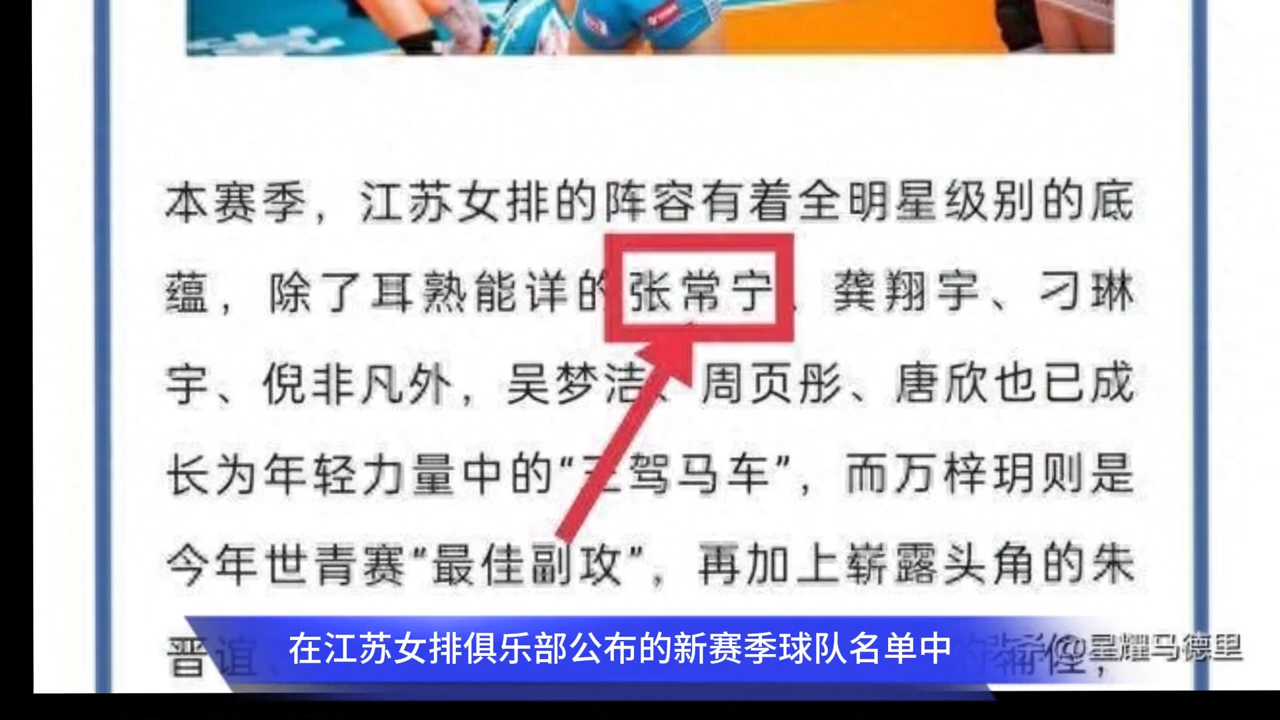 本赛季，江苏女排的阵容有着全明星级别的底
蕴，除了耳熟能详的张常宁、龚翔宇、刁琳
宇、倪非凡外，吴梦洁、周页彤、唐欣也已成
长为年轻力量中的“三驾马车”，而万梓玥则是
今年世青赛“最佳副攻”，再加上崭露头角的朱
晋谊、
在江苏女排俱乐部公布的新赛季球队名单中
@星耀马德里